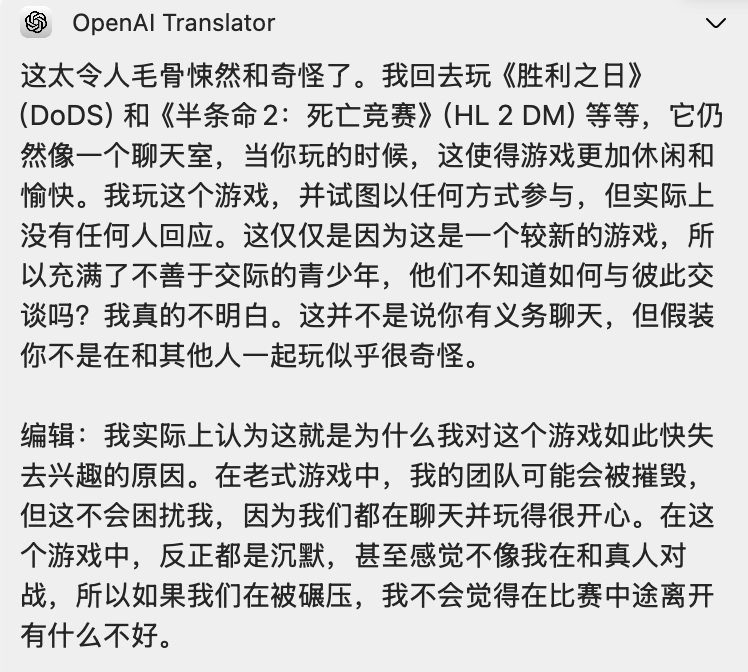 OpenAI Translator
这太令人毛骨悚然和奇怪了。我回去玩《胜利之日》
(DoDS) 和《半条命 2：死亡竞赛》(HL 2 DM) 等等，它仍
然像一个聊天室，当你玩的时候，这使得游戏更加休闲和
愉快。我玩这个游戏，并试图以任何方式参与，但实际上
没有任何人回应。这仅仅是因为这是一个较新的游戏，所
以充满了不善于交际的青少年，他们不知道如何与彼此交
谈吗？我真的不明白。这并不是说你有义务聊天，但假装
你不是在和其他人一起玩似乎很奇怪。
编辑：我实际上认为这就是为什么我对这个游戏如此快失
去兴趣的原因。在老式游戏中，我的团队可能会被摧毁，
但这不会困扰我，因为我们都在聊天并玩得很开心。在这
个游戏中，反正都是沉默，甚至感觉不像我在和真人对
战，所以如果我们在被碾压，我不会觉得在比赛中途离开
有什么不好。